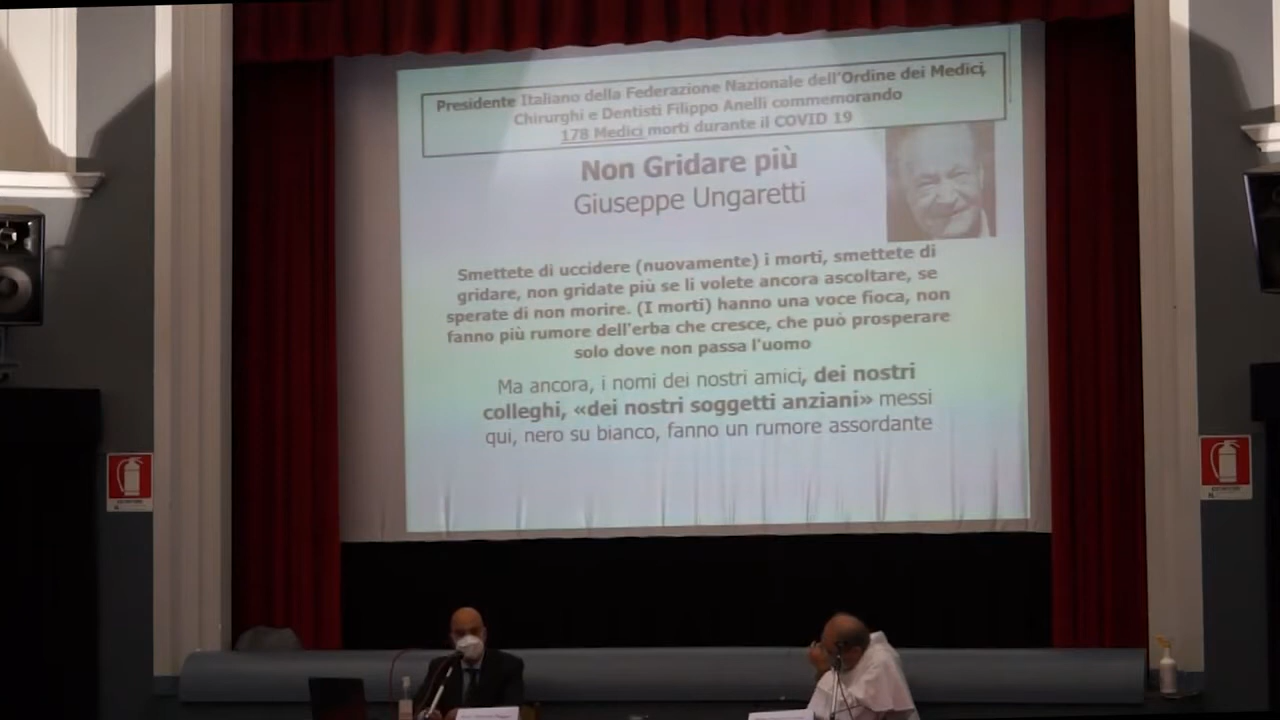 Presidente Italiano della Federazione Nazionale dell'Ordine dei Medici,
Chirurghi e Dentisti Filippo Anelli commemorando
178 Medici morti durante il COVID 19
Non Gridare più
Giuseppe Ungaretti
Smettete di uccidere (nuovamente) i morti, smettete di
gridare, non gridate più se li volete ancora ascoltare, se
sperate di non morire. (I morti) hanno una voce fioca, non
fanno più rumore dell'erba che cresce, che può prosperare
solo dove non passa l'uomo
Ma ancora, i nomi dei nostri amici, dei nostri
colleghi, «dei nostri soggetti anziani» messi
qui, nero su bianco, fanno un rumore assordante